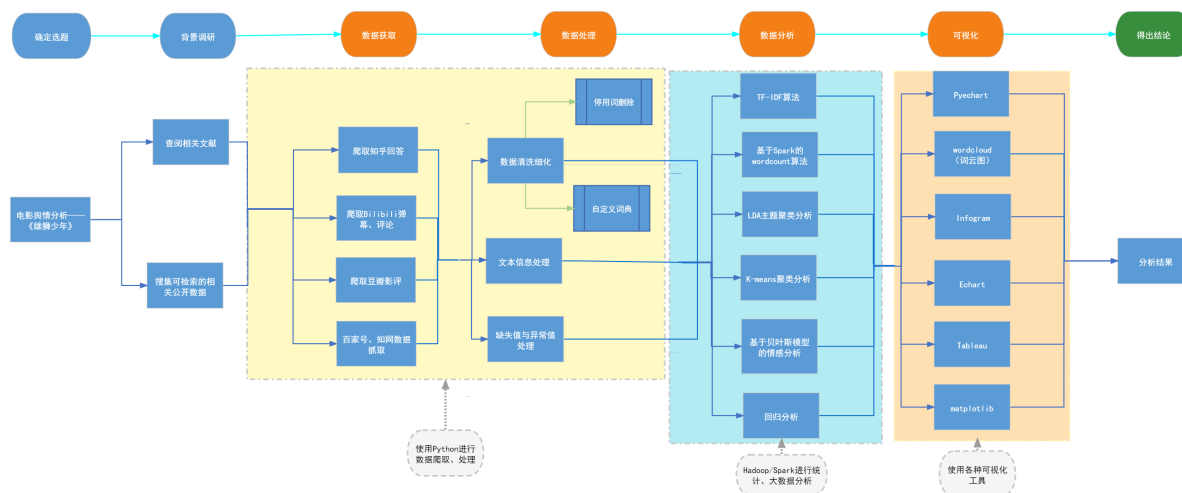 确定选题
背景调研
数据获取
数据处理
数据分析
可视化
得出结论
电影舆情分析——
《雄狮少年》
查阅相关文献
搜集可检索的相
关公开数据
爬取知乎回答
爬取Bilibili弹
幕、评论
爬取豆瓣影评
百家号、知网数据
抓取
数据清洗细化
停用词删除
自定义词典
文本信息处理
缺失值与异常值
处理
TF-IDF算法
基于Spark的
wordcount算法
LDA主题聚类分析
K-means聚类分析
基于贝叶斯模型
的情感分析
回归分析
Pyechart
wordcloud
（词云图）
Infogram
Echart
Tableau
matplotlib
分析结果
使用Python进行
数据爬取、处理
Hadoop/Spark进行统
计、大数据分析
使用各种可视化
工具